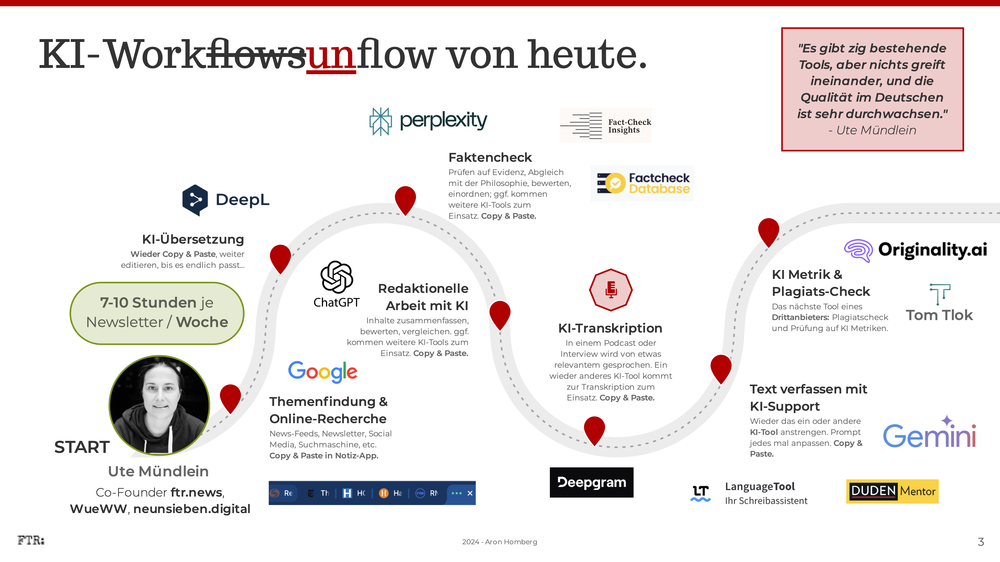 KI-Workflowsunflow von heute.
"Es gibt zig bestehende
Tools, aber nichts greift
ineinander, und die
Qualität im Deutschen
ist sehr durchwachsen."
- Ute Mündlein
perplexity
Fact-Check
Insights
Faktencheck
Prüfen auf Evidenz, Abgleich
mit der Philosophie, bewerten,
einordnen; ggf. kommen
weitere KI-Tools zum
Einsatz. Copy & Paste.
Factcheck
Database
DeepL
KI-Übersetzung
Wieder Copy & Paste, weiter
editieren, bis es endlich passt...
7-10 Stunden je
Newsletter / Woche
START
Ute Mündlein
Co-Founder ftr.news,
WueWW, neunsieben.digital
ChatGPT
Redaktionelle
Arbeit mit KI
Inhalte zusammenfassen,
bewerten, vergleichen. ggf.
kommen weitere KI-Tools zum
Einsatz. Copy & Paste.
Google
Themenfindung &
Online-Recherche
News-Feeds, Newsletter, Social
Media, Suchmaschine, etc.
Copy & Paste in Notiz-App.
Re
Th
H
H
Ha
rnd
KI-Transkription
In einem Podcast oder
Interview wird von etwas
relevantem gesprochen. Ein
wieder anderes KI-Tool kommt
zur Transkription zum
Einsatz. Copy & Paste.
Deepgram
Originality.ai
KI Metrik &
Plagiats-Check
Das nächste Tool eines
Drittanbieters: Plagiatscheck
und Prüfung auf KI Metriken.
Tom Tlok
Text verfassen mit
KI-Support
Wieder das ein oder andere
KI-Tool anstrengen. Prompt
jedes mal anpassen. Copy &
Paste.
Gemini
LT
LanguageTool
Ihr Schreibassistent
DUDEN Mentor
FTR:
2024 - Aron Homberg
3